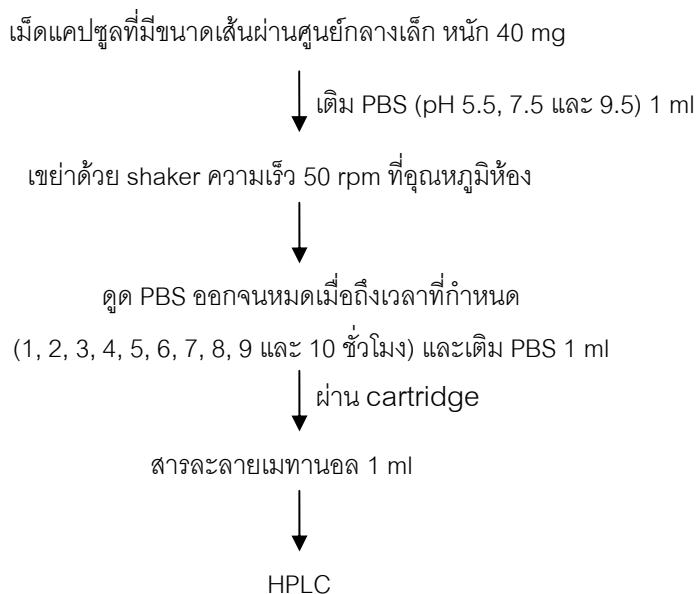 เม็ดแคปซูลที่มีขนาดเส้นผ่านศูนย์กลางเล็ก หนัก 40 mg
เติม PBS (pH 5.5, 7.5 และ 9.5) 1 ml
เขย่าด้วย shaker ความเร็ว 50 rpm ที่อุณหภูมิห้อง
ดูด PBS ออกจนหมดเมื่อถึงเวลาที่กำหนด
(1, 2, 3, 4, 5, 6, 7, 8, 9 และ 10 ชั่วโมง) และเติม PBS 1 ml
ผ่าน cartridge
สารละลายเมทานอล 1 ml
HPLC